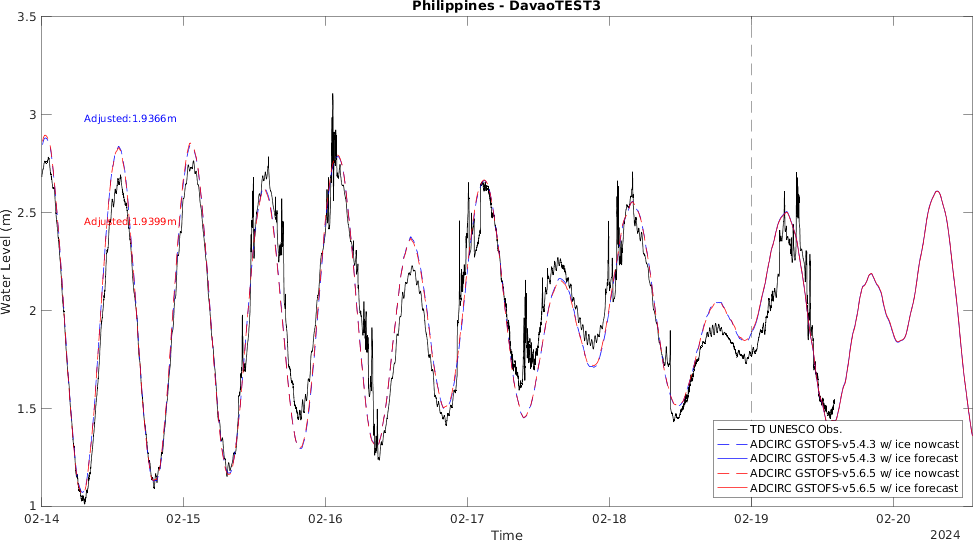 Philippines - DavaoTEST3
3.5
3
2.5
2
1.5
1
Water Level (m)
Adjusted:1.9366m
Adjusted:1.9399m
TD UNESCO Obs.
ADCIRC GSTOFS-v5.4.3 w/ ice nowcast
ADCIRC GSTOFS-v5.4.3 w/ ice forecast
ADCIRC GSTOFS-v5.6.5 w/ ice nowcast
ADCIRC GSTOFS-v5.6.5 w/ ice forecast
02-14 02-15 02-16 02-17 02-18 02-19 02-20
Time
2024